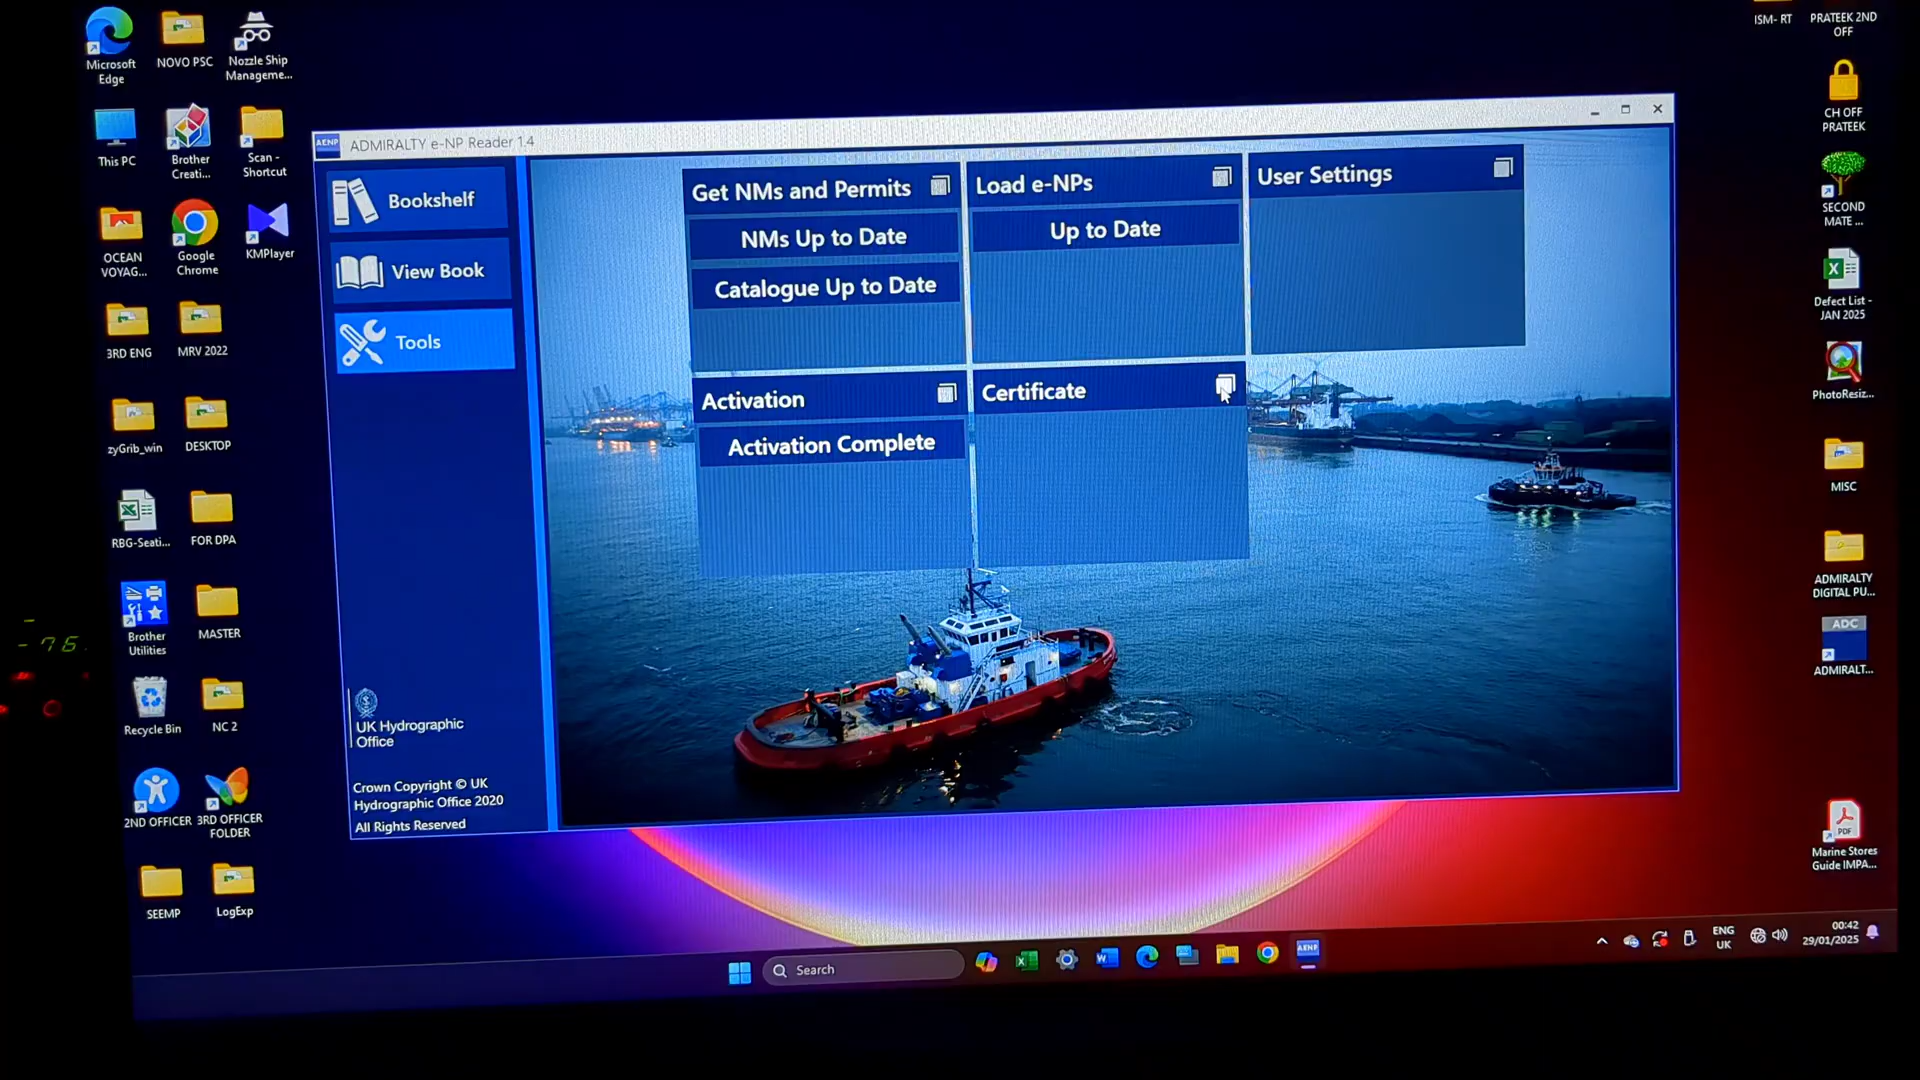 Microsoft
Edge
NOVO PSC
Nozzle Ship
Manageme...
This PC
Brother
Creati...
Scan -
Shortcut
OCEAN
VOYAG...
Google
Chrome
KMPlayer
3RD ENG
MRV 2022
zyGrib_win
DESKTOP
RBG-Seati...
FOR DPA
Brother
Utilities
MASTER
Recycle Bin
NC 2
2ND OFFICER
3RD OFFICER
FOLDER
SEEMP
LogExp
-76.
AENP
ADMIRALTY e-NP Reader 1.4
Bookshelf
View Book
Tools
UK Hydrographic
Office
Crown Copyright © UK
Hydrographic Office 2020
All Rights Reserved
Get NMs and Permits
NMs Up to Date
Catalogue Up to Date
Load e-NPs
Up to Date
User Settings
Activation
Activation Complete
Certificate
ISM- RT
PRATEEK 2ND
OFF
CH OFF
PRATEEK
SECOND
MATE ...
Defect List -
JAN 2025
PhotoResiz...
MISC
ADMIRALTY
DIGITAL PU...
ADC
ADMIRALT...
PDF
Marine Stores
Guide IMPA...
Search
AENP
ENG
UK
00:42
29/01/2025